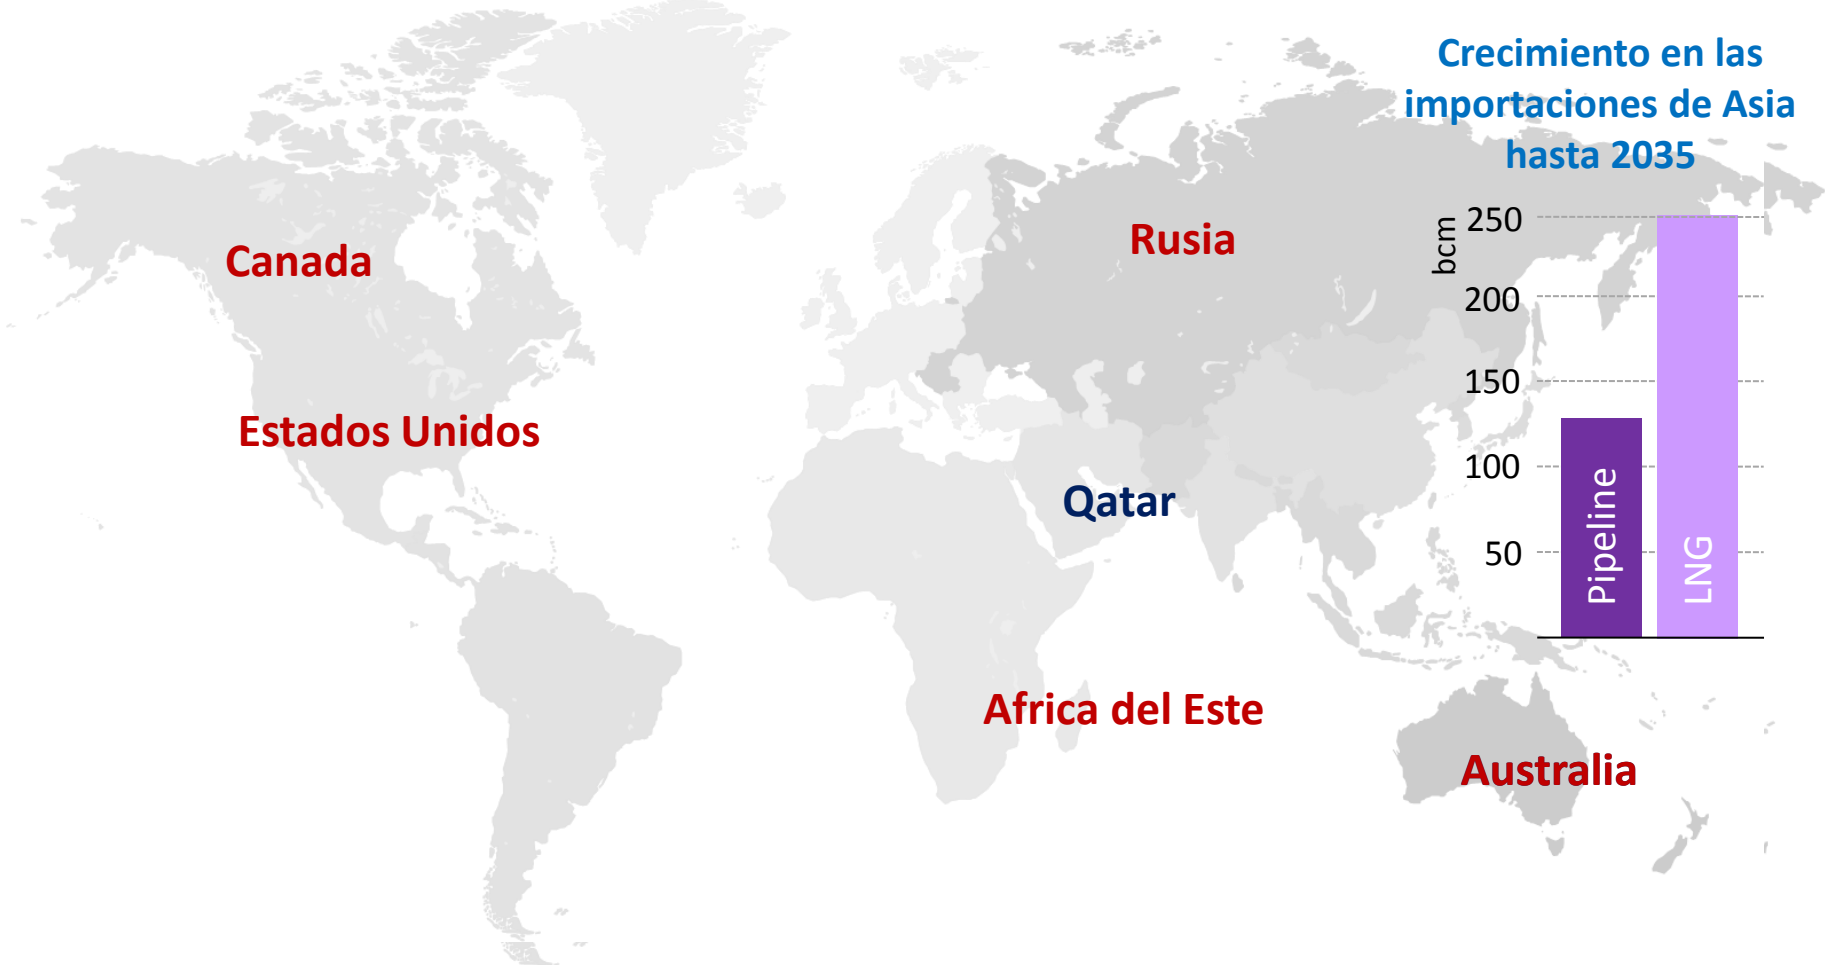 Crecimiento en las
importaciones de Asia
hasta 2035
Canada
Rusia
Estados Unidos
Qatar
Africa del Este
Australia
bcm
250
200
150
100
50
Pipeline
LNG